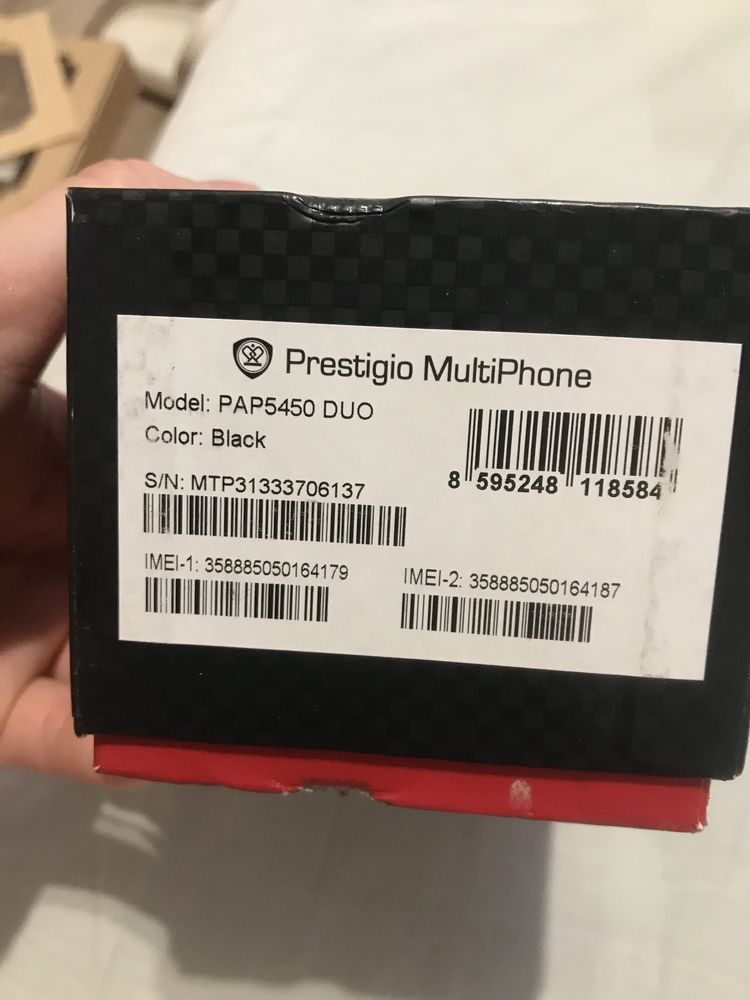 Prestigio MultiPhone
Model: PAP5450 DUO
Color: Black
8 595248 118584
S/N: MTP31333706137
IMEI-1: 358885050164179
IMEI-2: 358885050164187